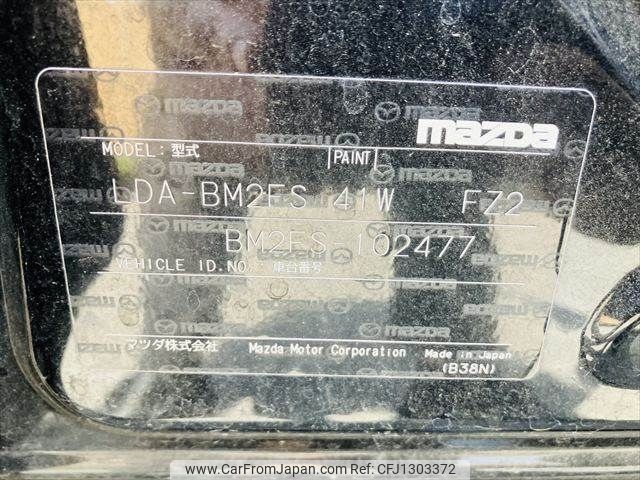 mazda
MODEL: 型式 PAINT
LDA-BM2FS 41W FZ2
BM2FS 102477
VEHICLE ID.NO. 車台番号
マツダ株式会社 Mazda Motor Corporation Made in Japan
(B38N)
www.CarFromJapan.com - CFJ1303372